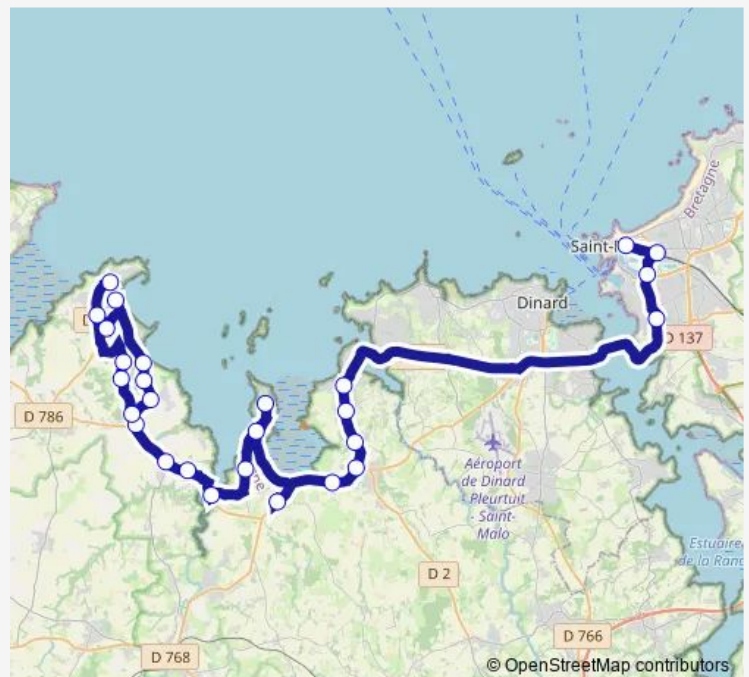 Bretagne
Saint-
Dinard
D 137
D 786
Aéroport
de Dinard
- Pleurtuit
- Saint-
Malo
Estuaire
de la Ranc
D 2
D 766
D 768
© OpenStreetMap contributors